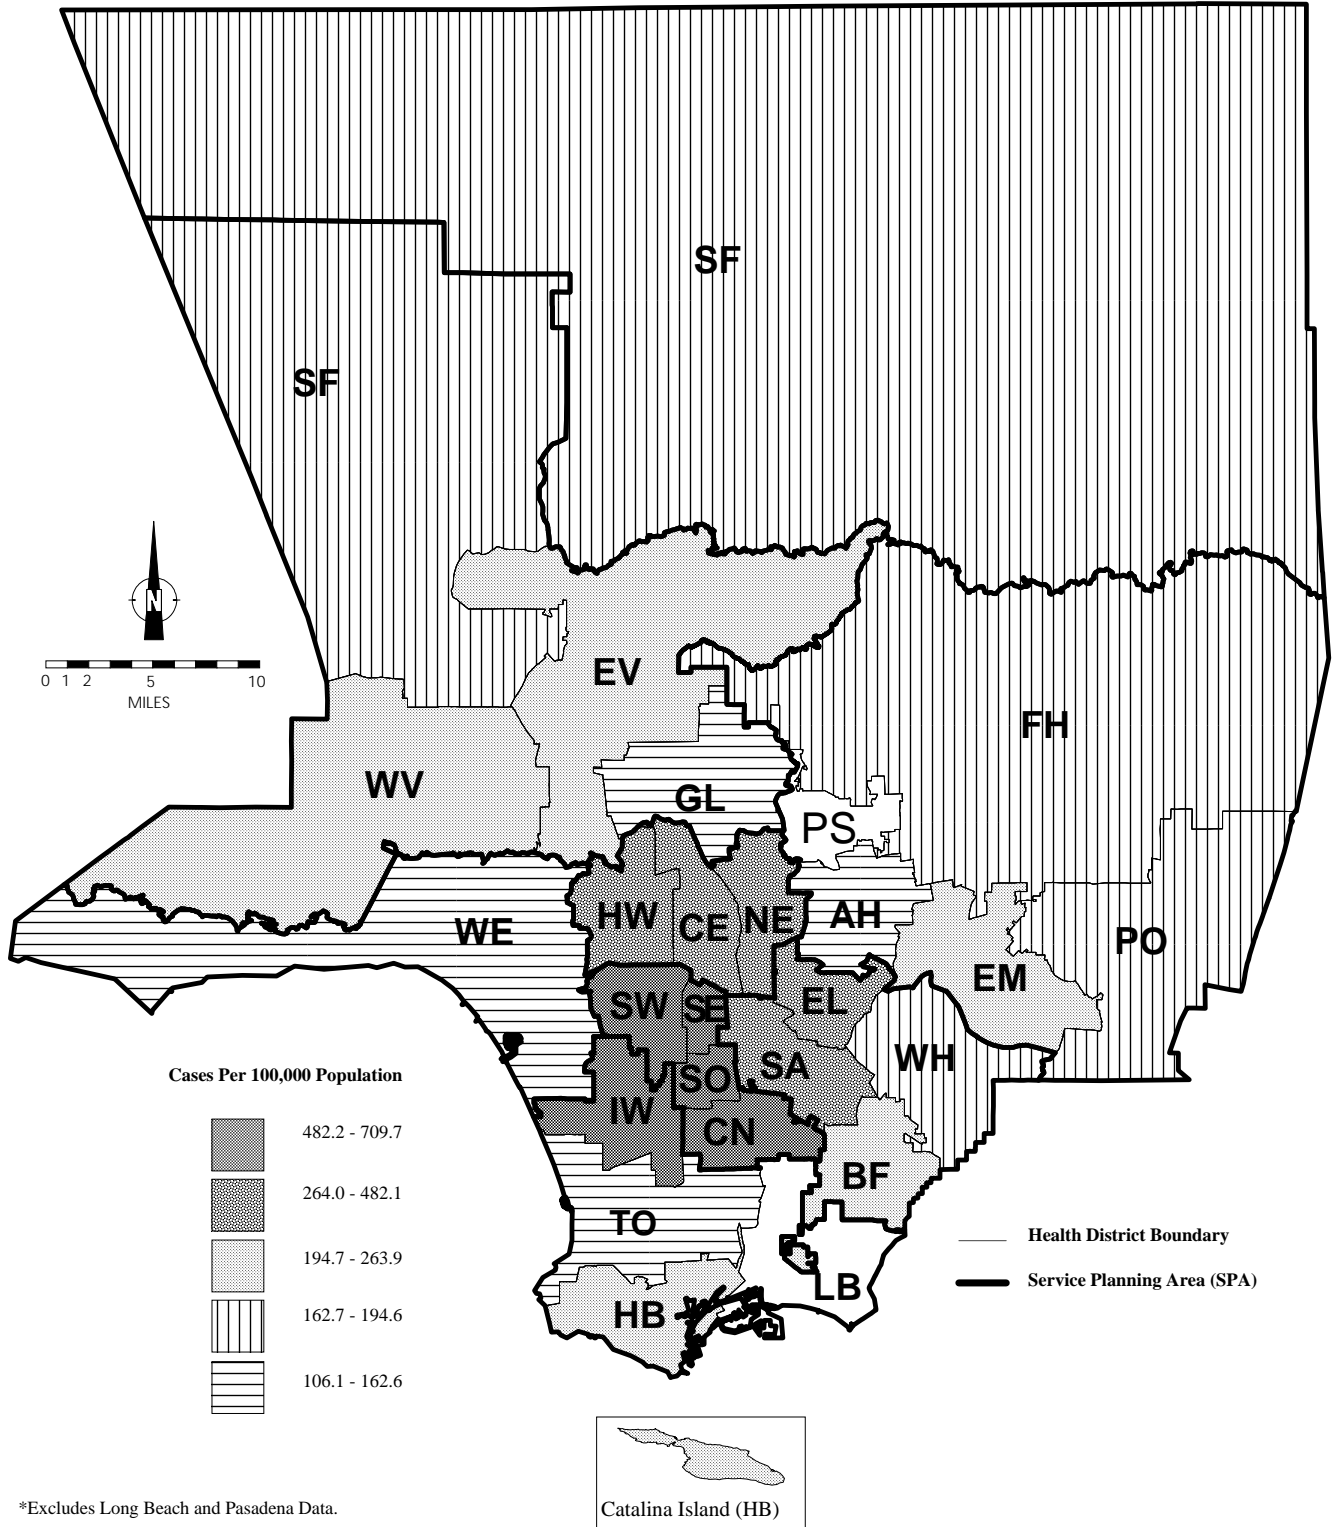 SF
SF
N
0 1 2 5 10
MILES
EV
FH
WV
GL
PS
HW
CE
NE
AH
WE
PO
EM
SW
SE
EL
WH
SA
SO
IW
CN
BF
TO
LB
HB
Cases Per 100,000 Population
482.2 - 709.7
264.0 - 482.1
194.7 - 263.9
162.7 - 194.6
106.1 - 162.6
Health District Boundary
Service Planning Area (SPA)
Catalina Island (HB)
*Excludes Long Beach and Pasadena Data.